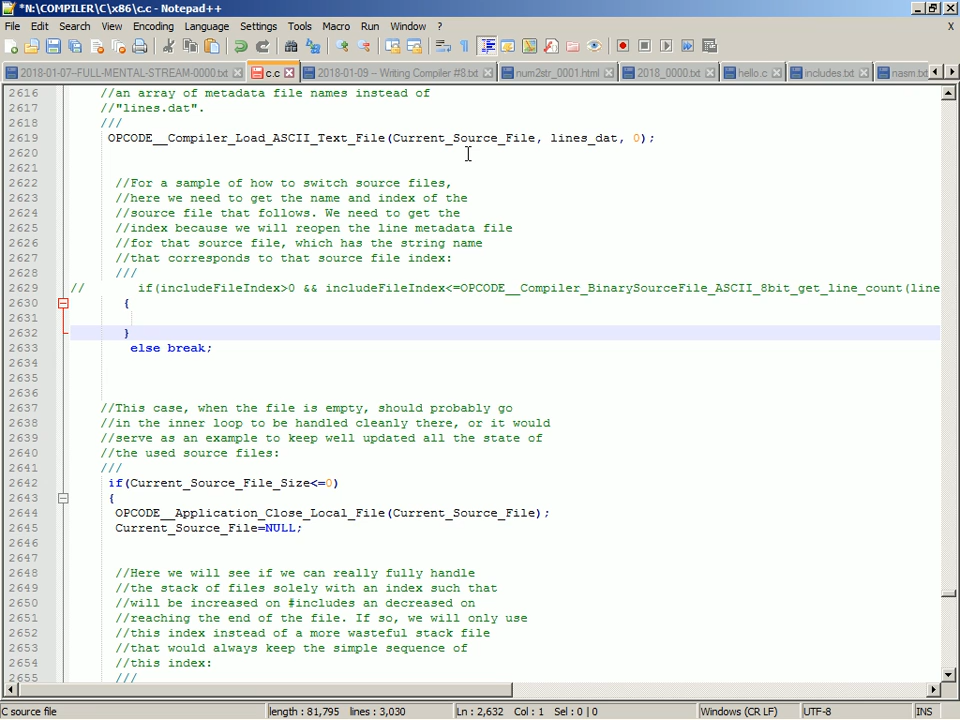 *N:\COMPILER\C\x86\c.c - Notepad++
File Edit Search View Encoding Language Settings Tools Macro Run Window ? X
2018-01-07-FULL-MENTAL-STREAM-0000.txt c.c 2018-01-09 -- Writing Compiler #8.txt num2str_0001.html 2018_0000.txt hello.c includes.txt nasm.tx
2616 //an array of metadata file names instead of
2617 //"lines.dat".
2618 ///
2619 OPCODE__Compiler_Load_ASCII_Text_File(Current_Source_File, lines_dat, 0);
2620
2621
2622 //For a sample of how to switch source files,
2623 //here we need to get the name and index of the
2624 //source file that follows. We need to get the
2625 //index because we will reopen the line metadata file
2626 //for that source file, which has the string name
2627 //that corresponds to that source file index:
2628 ///
2629 // if(includeFileIndex>0 && includeFileIndex<=OPCODE__Compiler_BinarySourceFile_ASCII_8bit_get_line_count(line
2630 {
2631
2632 }
2633 else break;
2634
2635
2636
2637 //This case, when the file is empty, should probably go
2638 //in the inner loop to be handled cleanly there, or it would
2639 //serve as an example to keep well updated all the state of
2640 //the used source files:
2641 ///
2642 if(Current_Source_File_Size<=0)
2643 {
2644 OPCODE__Application_Close_Local_File(Current_Source_File);
2645 Current_Source_File=NULL;
2646
2647
2648 //Here we will see if we can really fully handle
2649 //the stack of files solely with an index such that
2650 //will be increased on #includes an decreased on
2651 //reaching the end of the file. If so, we will only use
2652 //this index instead of a more wasteful stack file
2653 //that would always keep the simple sequence of
2654 //this index:
2655 ///
C source file length : 81,795 lines : 3,030 Ln : 2,632 Col : 1 Sel : 0 | 0 Windows (CR LF) UTF-8 INS